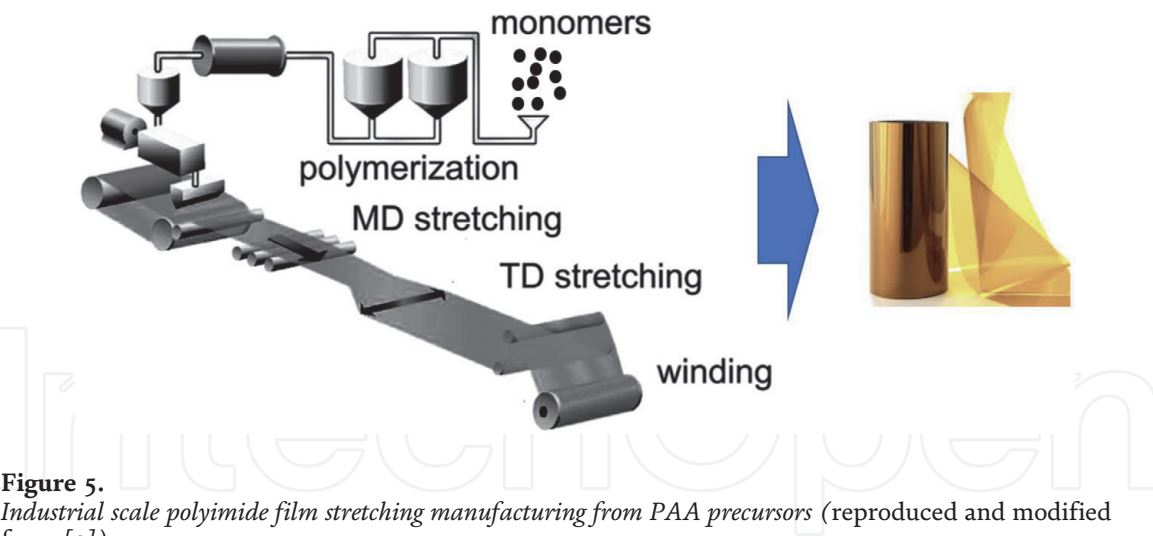 monomers
polymerization
MD stretching
TD stretching
winding
IntechOpen
Figure 5.
Industrial scale polyimide film stretching manufacturing from PAA precursors (reproduced and modified